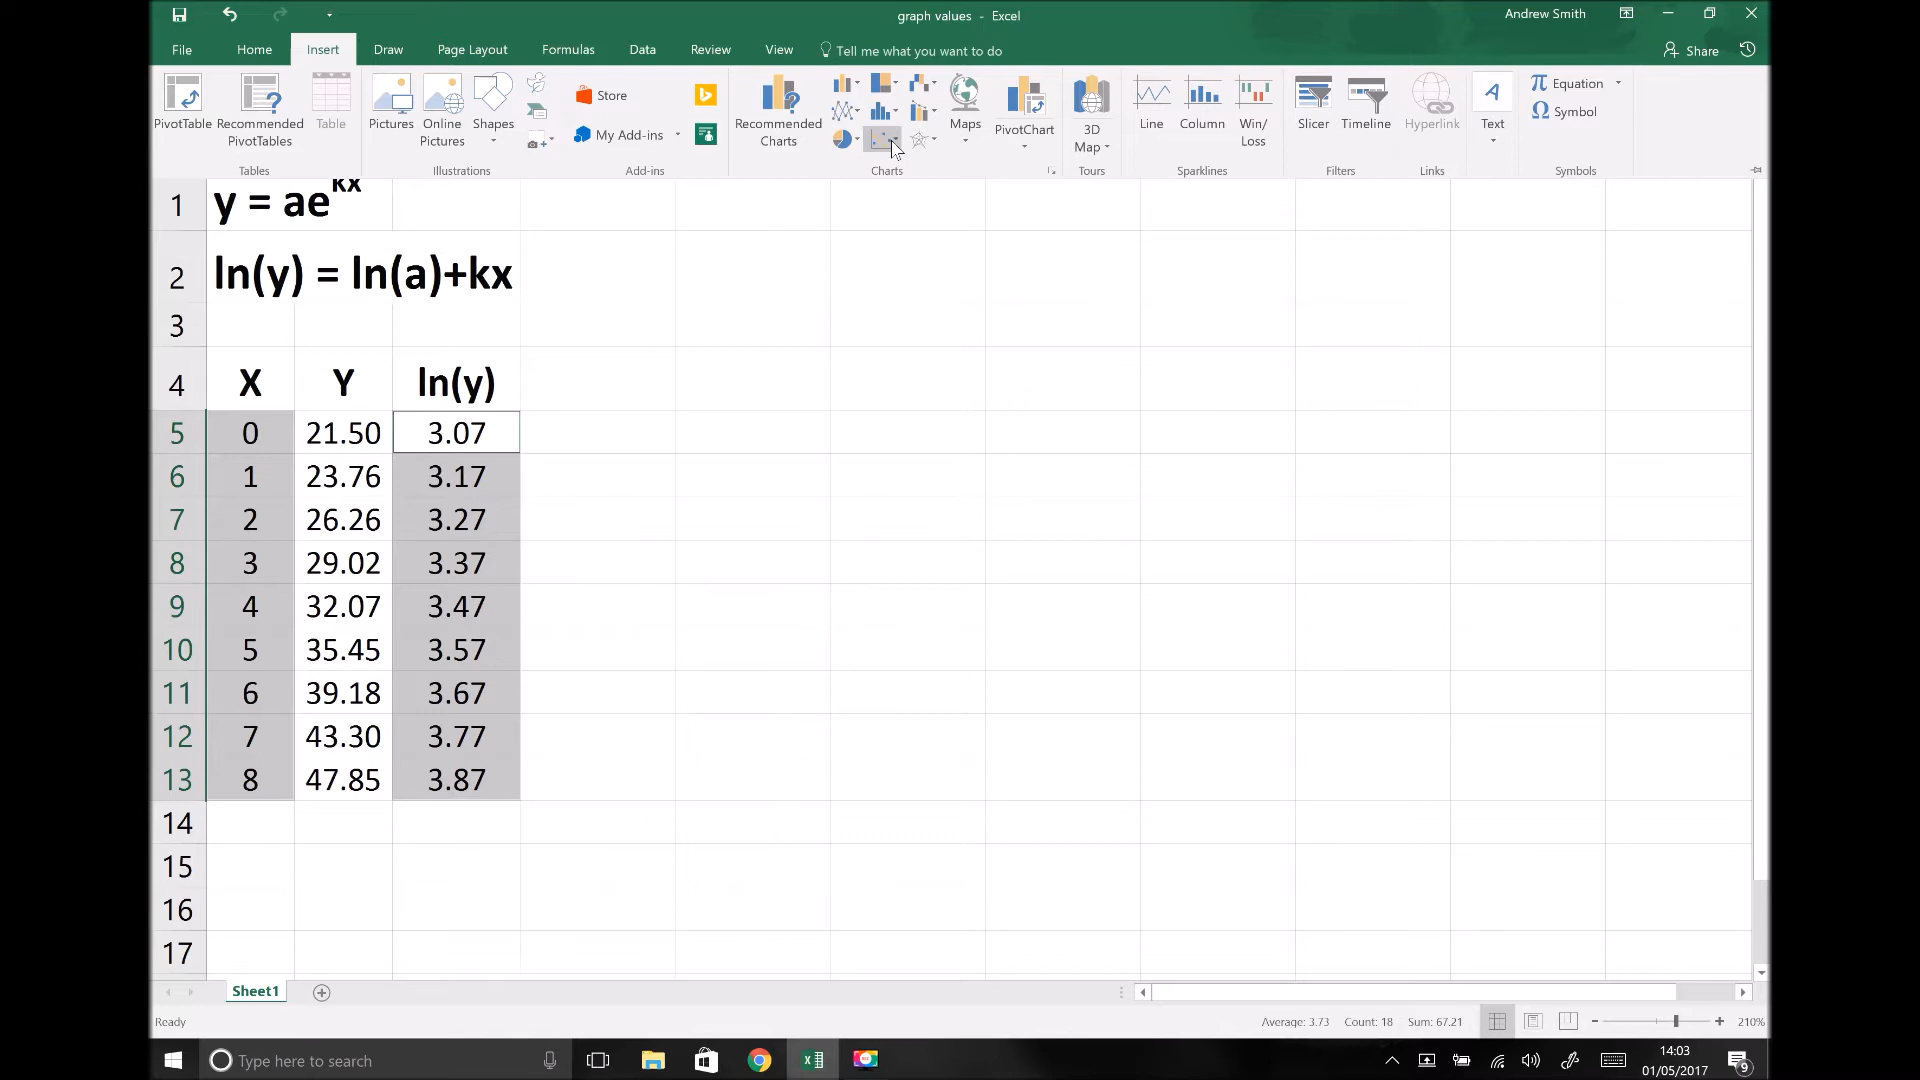 graph values - Excel
Andrew Smith
File Home Insert Draw Page Layout Formulas Data Review View Tell me what you want to do Share
PivotTable Recommended PivotTables Table
Tables
Pictures Online Pictures Shapes
Illustrations
Store
My Add-ins
Add-ins
Recommended Charts
Maps PivotChart
Charts
3D Map
Tours
Line Column Win/Loss
Sparklines
Slicer Timeline
Filters
Hyperlink
Links
A
Text
π Equation
Ω Symbol
Symbols
1 y = ae^kx
2 ln(y) = ln(a)+kx
3
4 X Y ln(y)
5 0 21.50 3.07
6 1 23.76 3.17
7 2 26.26 3.27
8 3 29.02 3.37
9 4 32.07 3.47
10 5 35.45 3.57
11 6 39.18 3.67
12 7 43.30 3.77
13 8 47.85 3.87
14
15
16
17
Sheet1
Ready Average: 3.73 Count: 18 Sum: 67.21 210%
Type here to search
14:03
01/05/2017
9